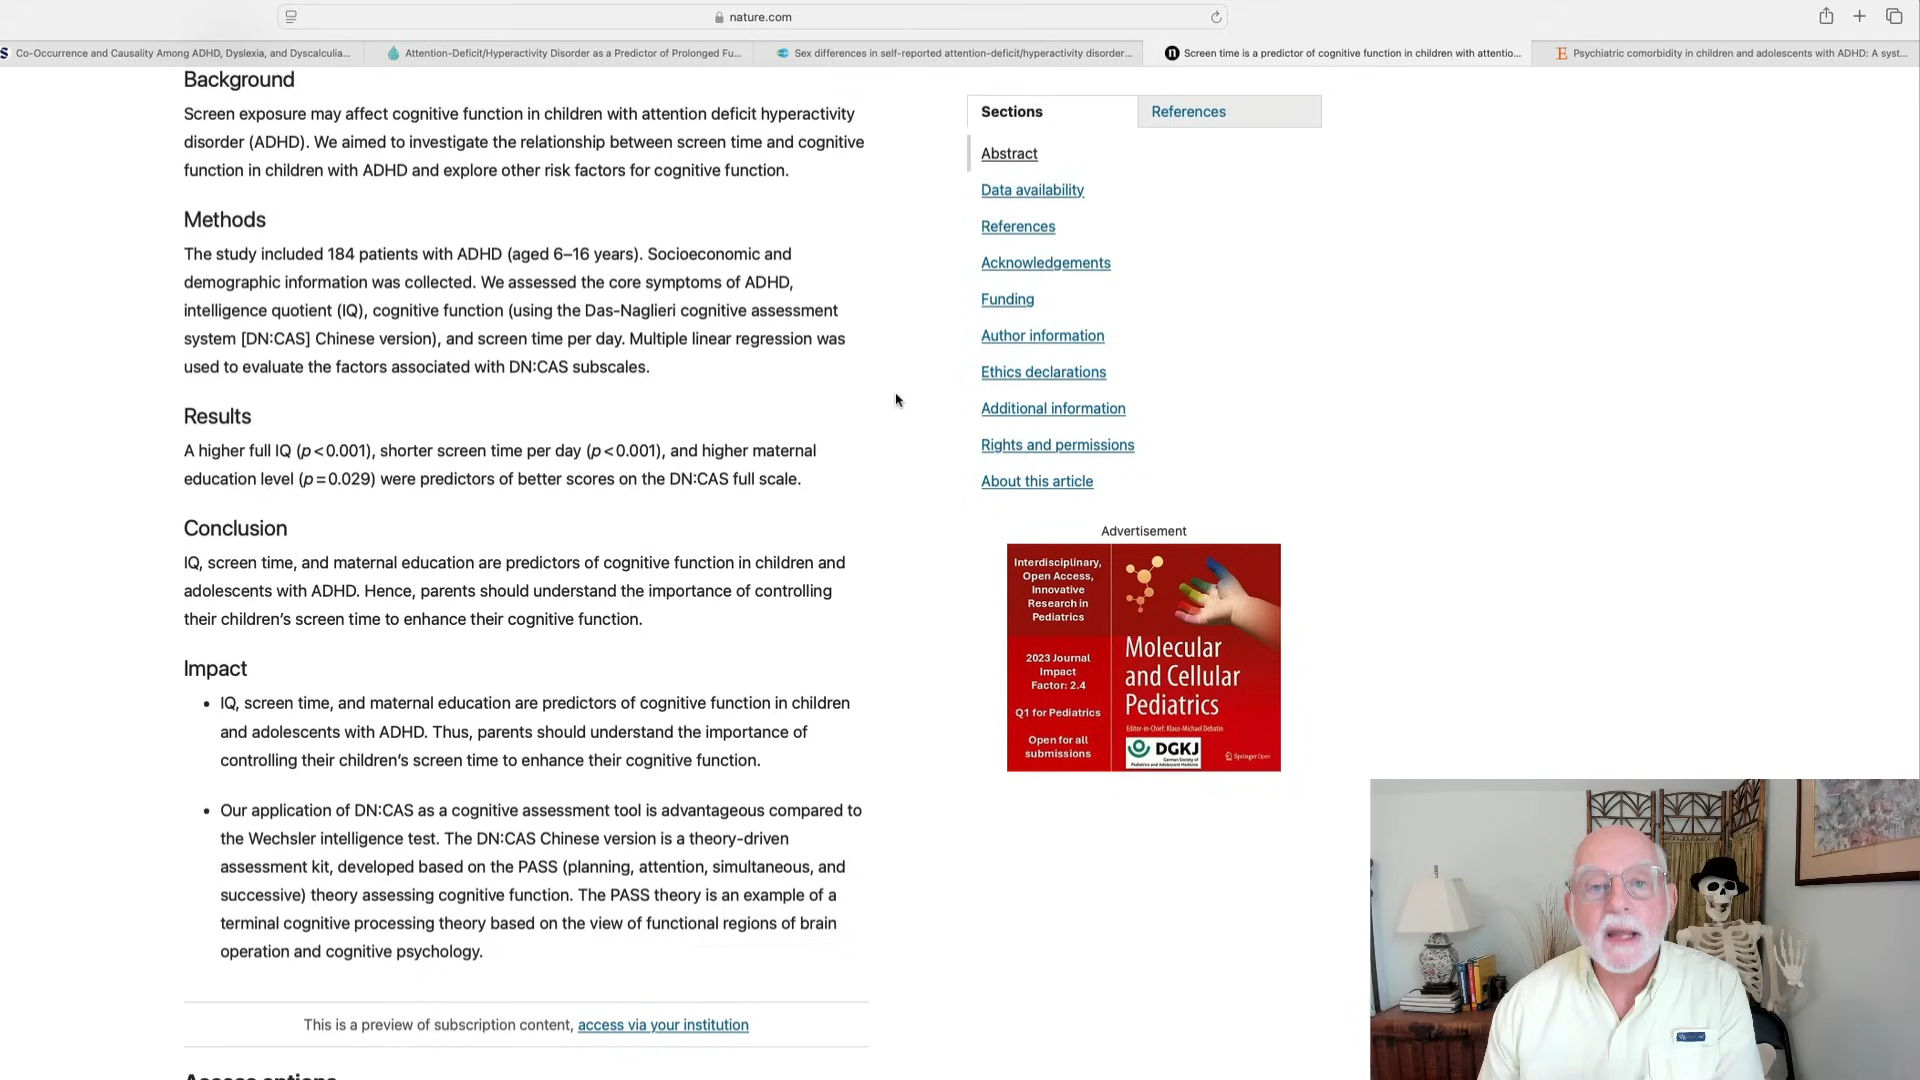 nature.com
Co-Occurrence and Causality Among ADHD, Dyslexia, and Dyscalculia...
Attention-Deficit/Hyperactivity Disorder as a Predictor of Prolonged Fu...
Sex differences in self-reported attention-deficit/hyperactivity disorder...
Screen time is a predictor of cognitive function in children with attentio...
Psychiatric comorbidity in children and adolescents with ADHD: A syst...
Background
Screen exposure may affect cognitive function in children with attention deficit hyperactivity
disorder (ADHD). We aimed to investigate the relationship between screen time and cognitive
function in children with ADHD and explore other risk factors for cognitive function.
Methods
The study included 184 patients with ADHD (aged 6–16 years). Socioeconomic and
demographic information was collected. We assessed the core symptoms of ADHD,
intelligence quotient (IQ), cognitive function (using the Das-Naglieri cognitive assessment
system [DN:CAS] Chinese version), and screen time per day. Multiple linear regression was
used to evaluate the factors associated with DN:CAS subscales.
Results
A higher full IQ (p < 0.001), shorter screen time per day (p < 0.001), and higher maternal
education level (p = 0.029) were predictors of better scores on the DN:CAS full scale.
Conclusion
IQ, screen time, and maternal education are predictors of cognitive function in children and
adolescents with ADHD. Hence, parents should understand the importance of controlling
their children's screen time to enhance their cognitive function.
Impact
• IQ, screen time, and maternal education are predictors of cognitive function in children
and adolescents with ADHD. Thus, parents should understand the importance of
controlling their children's screen time to enhance their cognitive function.
• Our application of DN:CAS as a cognitive assessment tool is advantageous compared to
the Wechsler intelligence test. The DN:CAS Chinese version is a theory-driven
assessment kit, developed based on the PASS (planning, attention, simultaneous, and
successive) theory assessing cognitive function. The PASS theory is an example of a
terminal cognitive processing theory based on the view of functional regions of brain
operation and cognitive psychology.
This is a preview of subscription content, access via your institution
Access options
Sections
References
Abstract
Data availability
References
Acknowledgements
Funding
Author information
Ethics declarations
Additional information
Rights and permissions
About this article
Advertisement
Interdisciplinary,
Open Access,
Innovative
Research in
Pediatrics
2023 Journal
Impact
Factor: 2.4
Q1 for Pediatrics
Open for all
submissions
Molecular
and Cellular
Pediatrics
Editor-in-Chief: Klaus-Michael Debatin
DGKJ
German Society of
Pediatrics and Adolescent Medicine
SpringerOpen